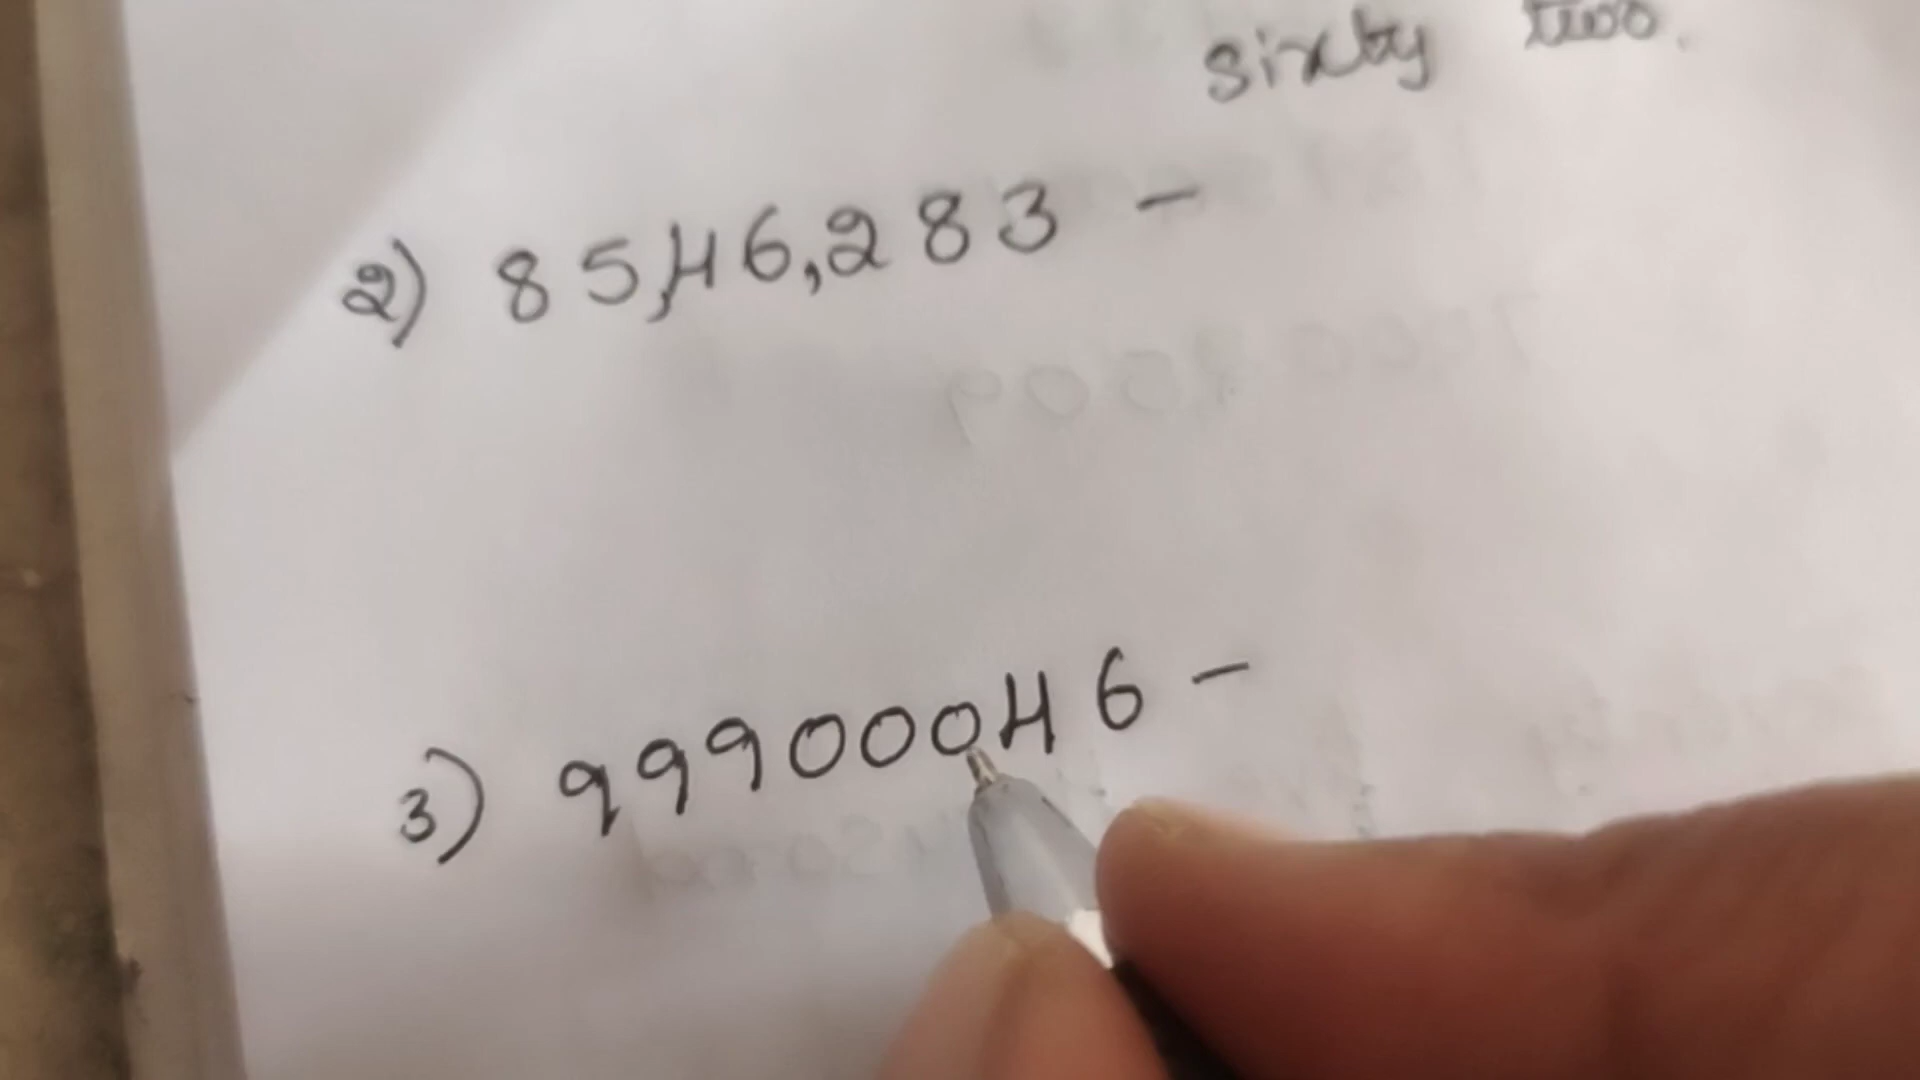 sixty two.
2) 85,46,283 -
3) 99900046 -